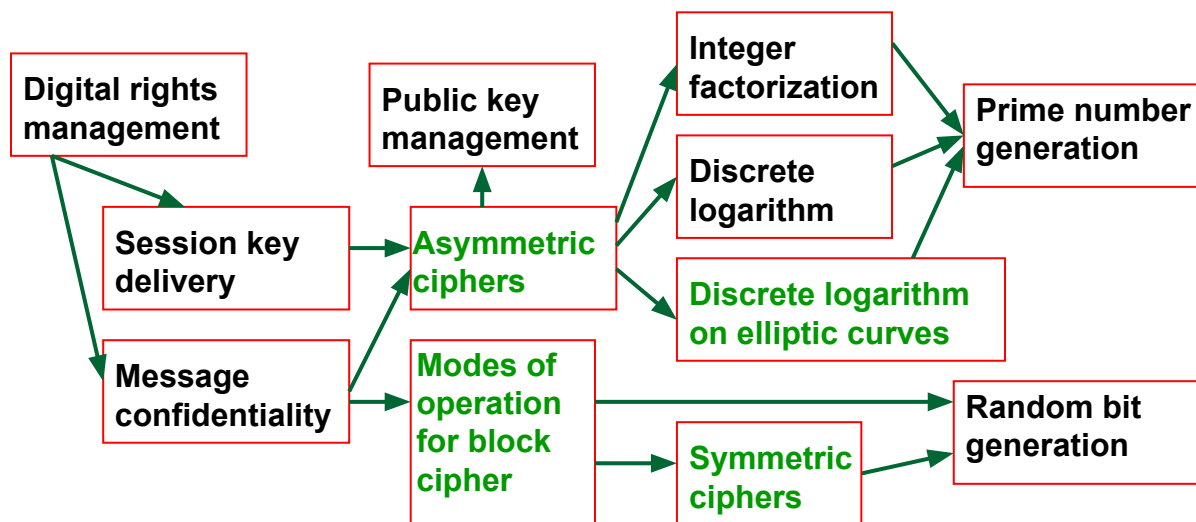 Digital rights
management
Public key
management
Integer
factorization
Prime number
generation
Discrete
logarithm
Session key
delivery
Asymmetric
ciphers
Discrete logarithm
on elliptic curves
Message
confidentiality
Modes of
operation
for block
cipher
Symmetric
ciphers
Random bit
generation